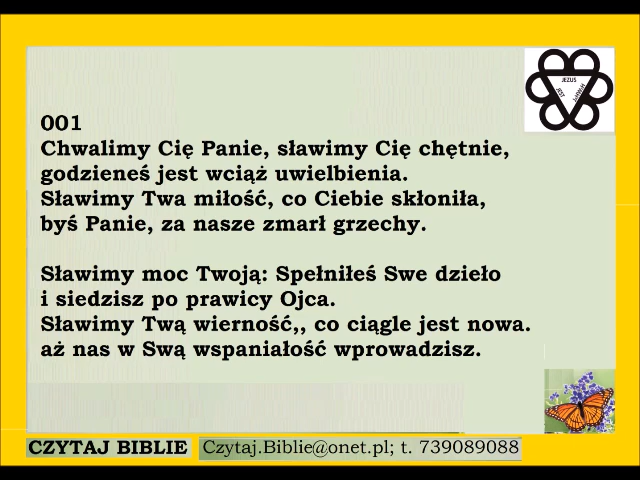 JEZUS
JEST
001
Chwalimy Cię Panie, sławimy Cię chętnie,
godzieneś jest wciąż uwielbienia.
Sławimy Twa miłość, co Ciebie skłoniła,
byś Panie, za nasze zmarł grzechy.
Sławimy moc Twoją: Spełniłeś Swe dzieło
i siedzisz po prawicy Ojca.
Sławimy Twą wierność,, co ciągle jest nowa.
aż nas w Swą wspaniałość wprowadzisz.
CZYTAJ BIBLIE Czytaj.Biblie@onet.pl; t. 739089088